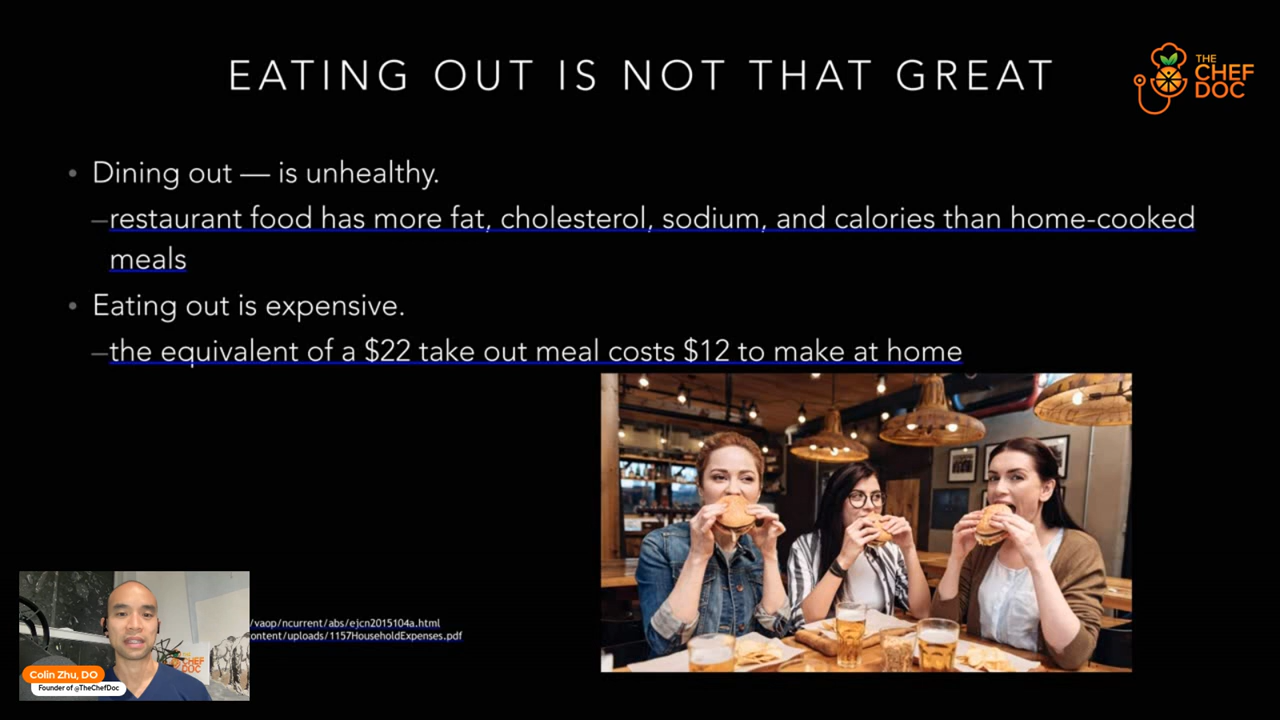 EATING OUT IS NOT THAT GREAT
THE
CHEF
DOC
• Dining out — is unhealthy.
–restaurant food has more fat, cholesterol, sodium, and calories than home-cooked
meals
• Eating out is expensive.
–the equivalent of a $22 take out meal costs $12 to make at home
/vaop/ncurrent/abs/ejcn2015104a.html
ontent/uploads/1157HouseholdExpenses.pdf
CHEF
DOC
Colin Zhu, DO
Founder of @TheChefDoc